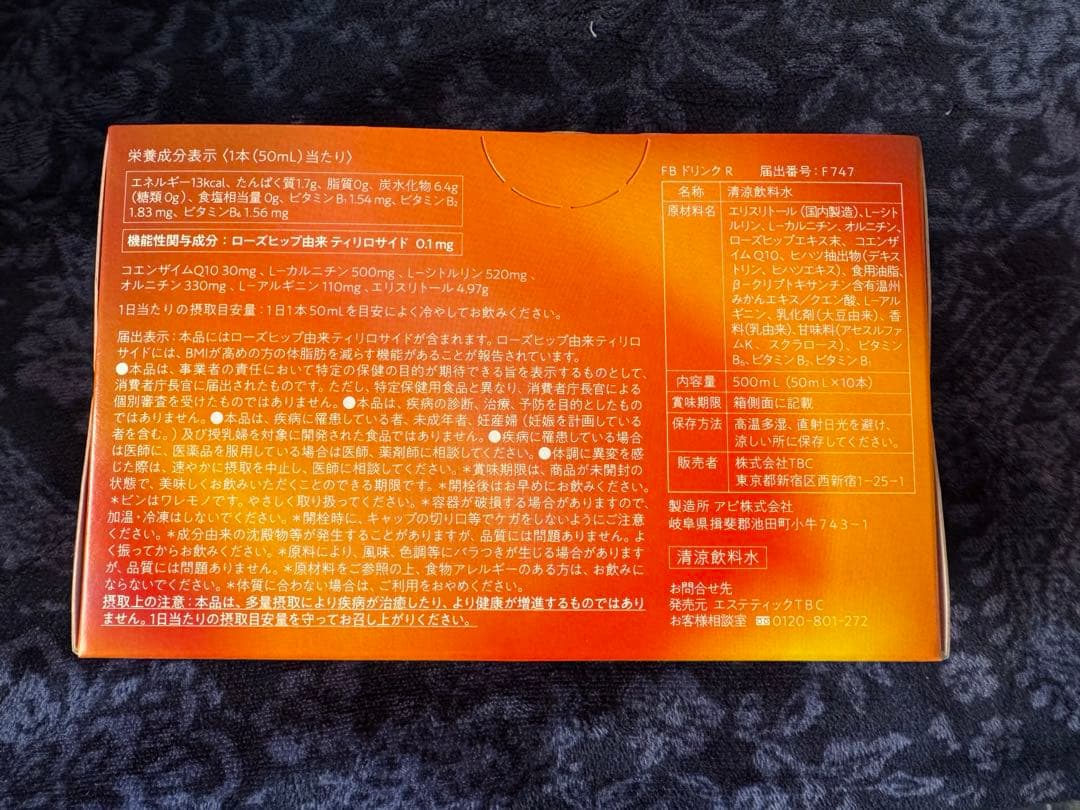 栄養成分表示〈1本(50mL)当たり〉
エネルギー13kcal、たんぱく質1.7g、脂質0g、炭水化物 6.4g
(糖類 0g)、食塩相当量 0g、ビタミンB₁ 1.54 mg、ビタミンB₂
1.83 mg、ビタミンB₆ 1.56 mg
機能性関与成分：ローズヒップ由来 ティリロサイド 0.1mg
コエンザイムQ10 30mg 、L-カルニチン 500mg 、L-シトルリン 520mg 、
オルニチン 330mg 、L-アルギニン 110mg 、エリスリトール 4.97g
1日当たりの摂取目安量：1日1本 50mLを目安によく冷やしてお飲みください。
届出表示：本品にはローズヒップ由来ティリロサイドが含まれます。ローズヒップ由来ティリロ
サイドには、BMIが高めの方の体脂肪を減らす機能があることが報告されています。
●本品は、事業者の責任において特定の保健の目的が期待できる旨を表示するものとして、
消費者庁長官に届出されたものです。ただし、特定保健用食品と異なり、消費者庁長官による
個別審査を受けたものではありません。●本品は、疾病の診断、治療、予防を目的としたもの
ではありません。●本品は、疾病に罹患している者、未成年者、妊産婦（妊娠を計画している
者を含む。）及び授乳婦を対象に開発された食品ではありません。●疾病に罹患している場合
は医師に、医薬品を服用している場合は医師、薬剤師に相談してください。●体調に異変を感
じた際は、速やかに摂取を中止し、医師に相談してください。＊賞味期限は、商品が未開封の
状態で、美味しくお飲みいただくことのできる期限です。＊開栓後はお早めにお飲みください。
＊ビンはワレモノです。やさしく取り扱ってください。＊容器が破損する場合がありますので、
加温・冷凍はしないでください。＊開栓時に、キャップの切り口等でケガをしないようにご注意
ください。＊成分由来の沈殿物等が発生することがありますが、品質には問題ありません。よ
く振ってからお飲みください。＊原料により、風味、色調等にバラつきが生じる場合があります
が、品質には問題ありません。＊原材料をご参照の上、食物アレルギーのある方は、お飲みに
ならないでください。＊体質に合わない場合は、ご利用をおやめください。
摂取上の注意：本品は、多量摂取により疾病が治癒したり、より健康が増進するものではあり
ません。1日当たりの摂取目安量を守ってお召し上がりください。
FB ドリンク R 届出番号：F747
名称 清涼飲料水
原材料名 エリスリトール（国内製造）、L-シト
ルリン、L-カルニチン、オルニチン、
ローズヒップエキス末、コエンザ
イムQ10、ヒハツ抽出物（デキス
トリン、ヒハツエキス）、食用油脂、
β-クリプトキサンチン含有温州
みかんエキス／クエン酸、L-アル
ギニン、乳化剤（大豆由来）、香
料（乳由来）、甘味料（アセスルファ
ムK、スクラロース）、ビタミン
B₆、ビタミンB₂、ビタミンB₁
内容量 500mL（50mL×10本）
賞味期限 箱側面に記載
保存方法 高温多湿、直射日光を避け、
涼しい所に保存してください。
販売者 株式会社TBC
東京都新宿区西新宿1-25-1
製造所 アピ株式会社
岐阜県揖斐郡池田町小牛743-1
清涼飲料水
お問合せ先
発売元 エステティックTBC
お客様相談室 0120-801-272